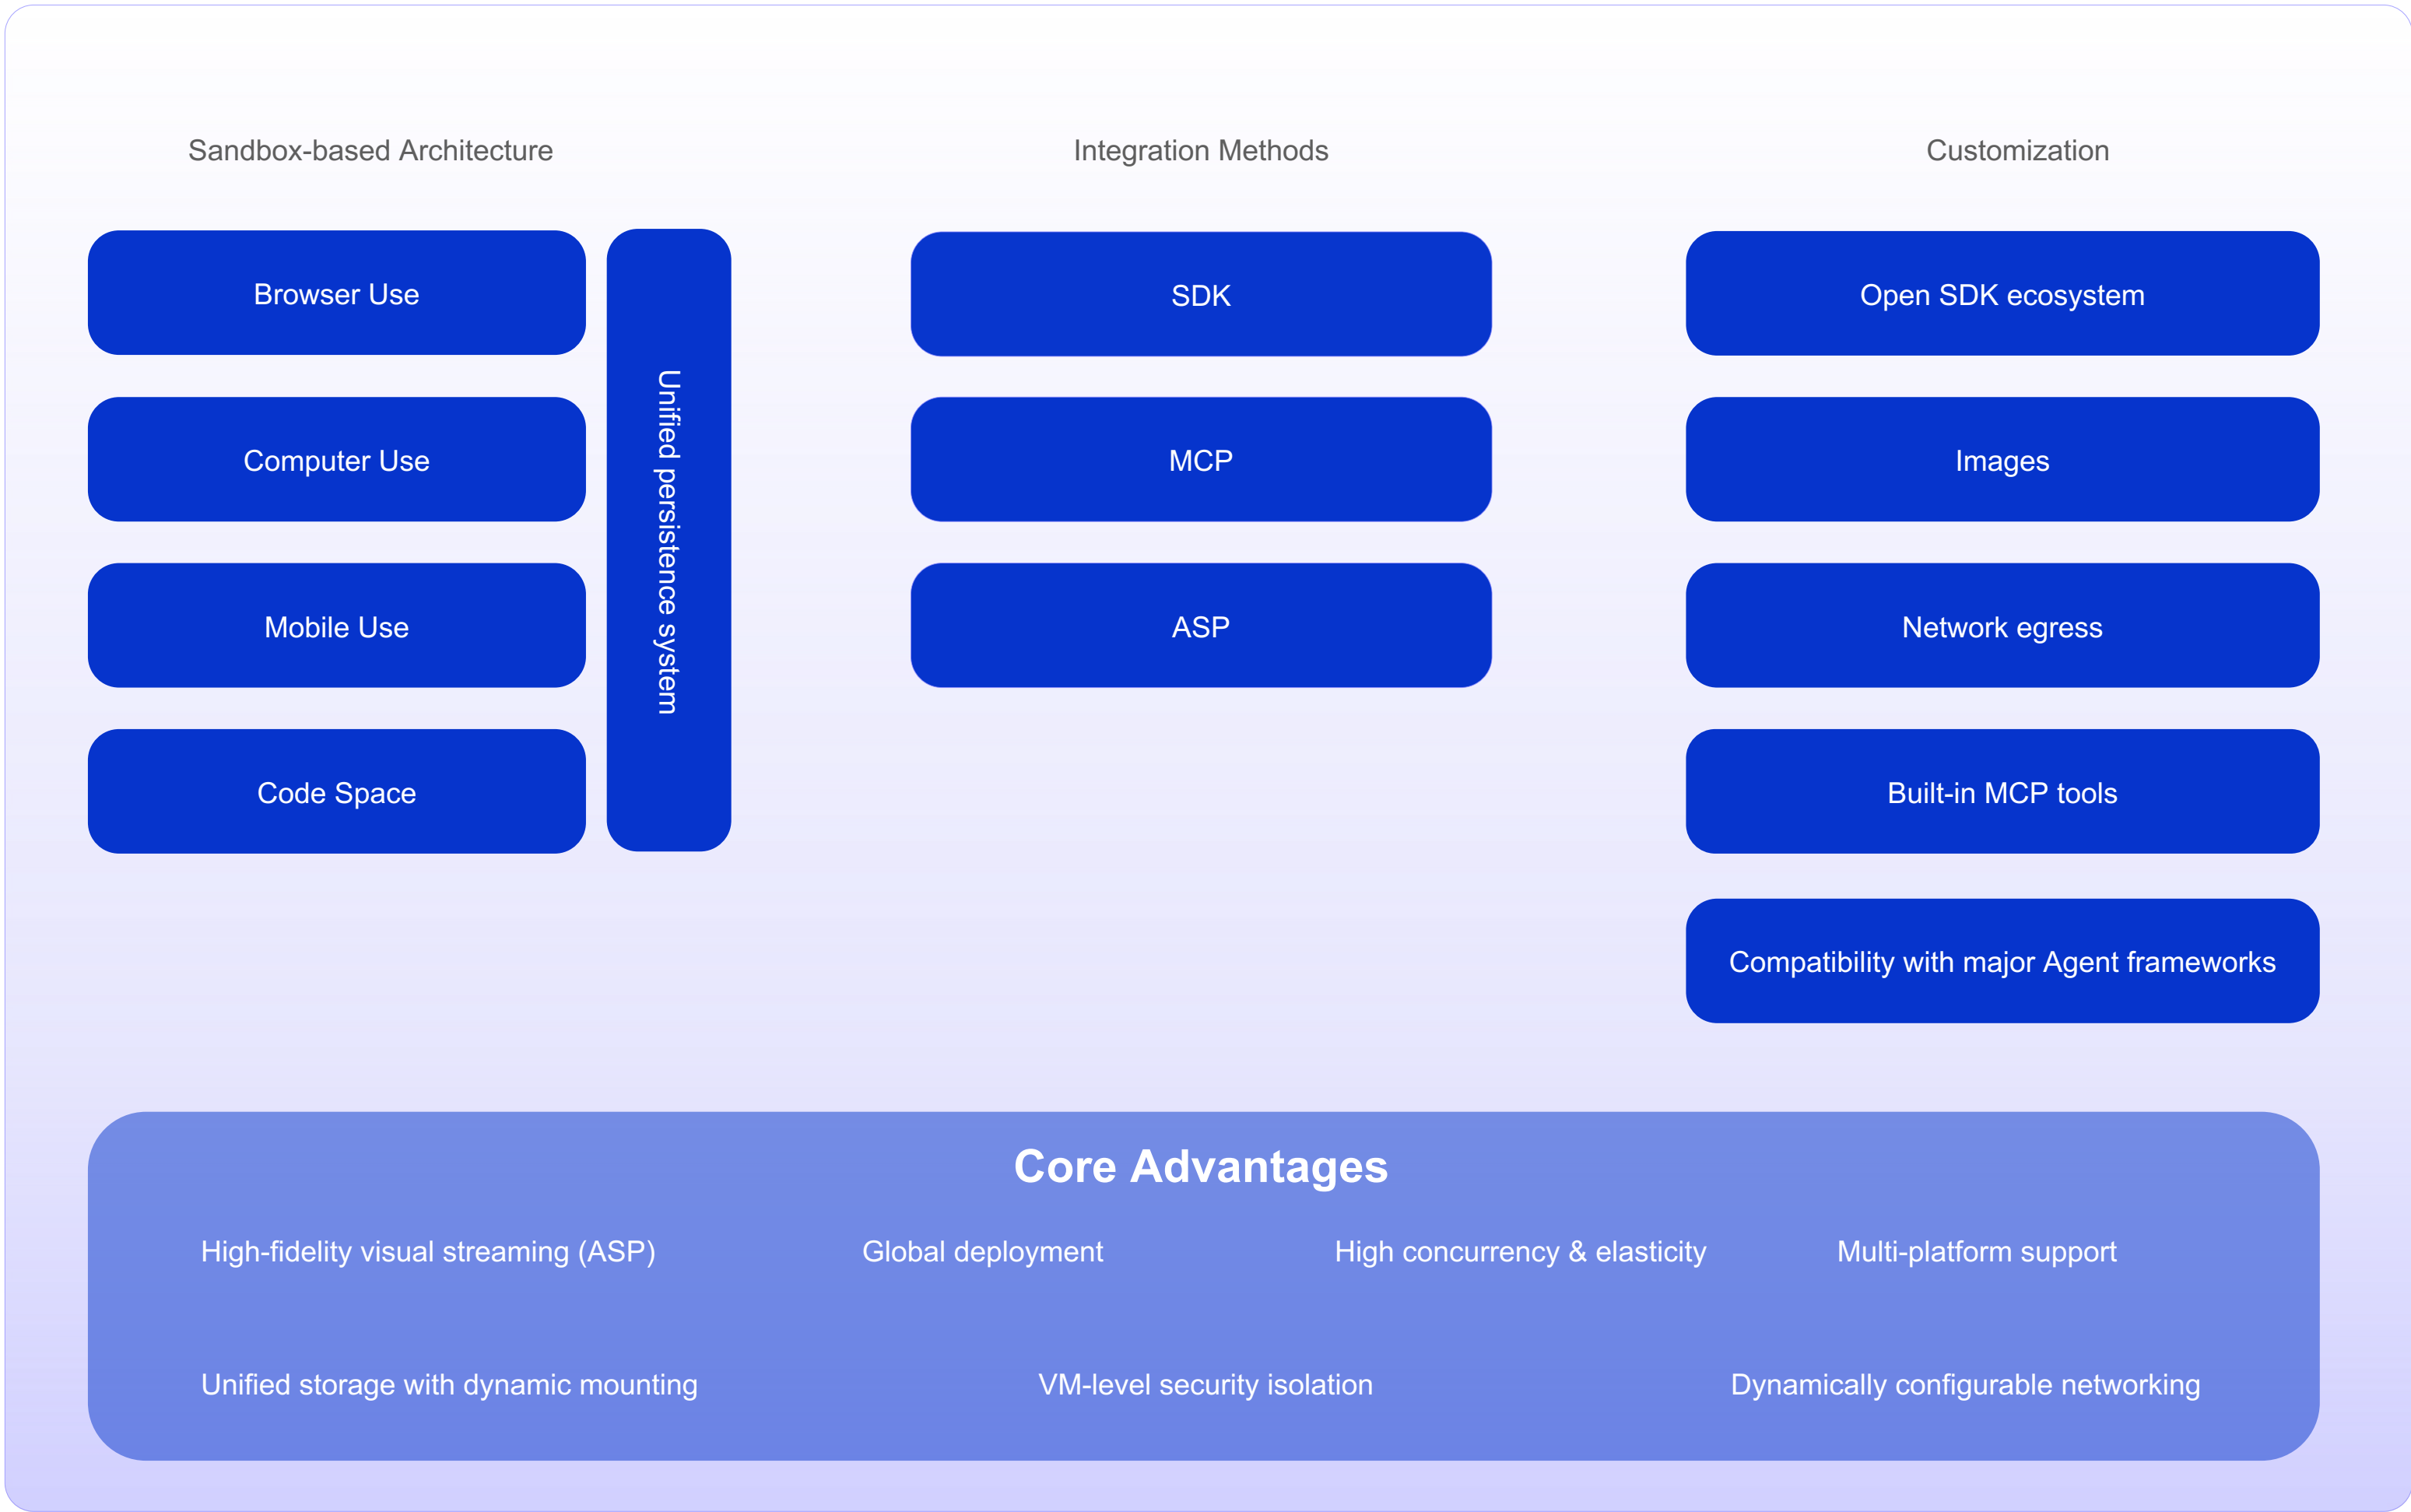 Sandbox-based Architecture
Browser Use
Computer Use
Mobile Use
Code Space
Unified persistence system
Integration Methods
SDK
MCP
ASP
Customization
Open SDK ecosystem
Images
Network egress
Built-in MCP tools
Compatibility with major Agent frameworks
Core Advantages
High-fidelity visual streaming (ASP)
Global deployment
High concurrency & elasticity
Multi-platform support
Unified storage with dynamic mounting
VM-level security isolation
Dynamically configurable networking